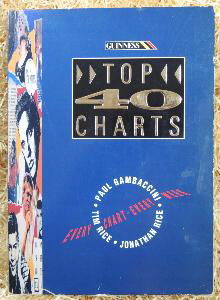 GUINNESS
TOP
40
CHARTS
PAUL GAMBACCINI •
TIM RICE • JONATHAN RICE •
EVERY CHART • EVERY WEEK